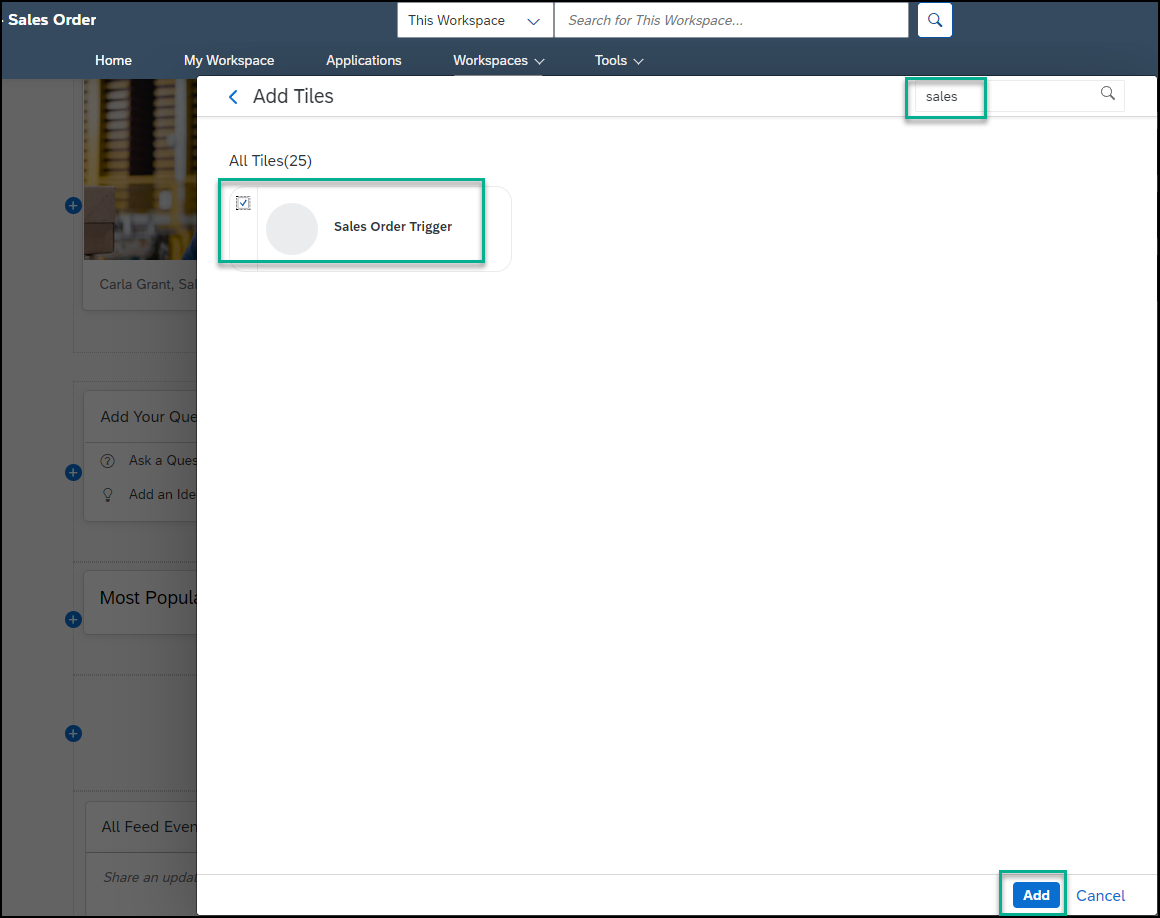 - Sales Order
This Workspace
Search for This Workspace...
Home
My Workspace
Applications
Workspaces
Tools
Add Tiles
sales
All Tiles(25)
Sales Order Trigger
Carla Grant, Sal
Add Your Que
Ask a Ques
Add an Ide
Most Popula
All Feed Even
Share an updat
Add
Cancel